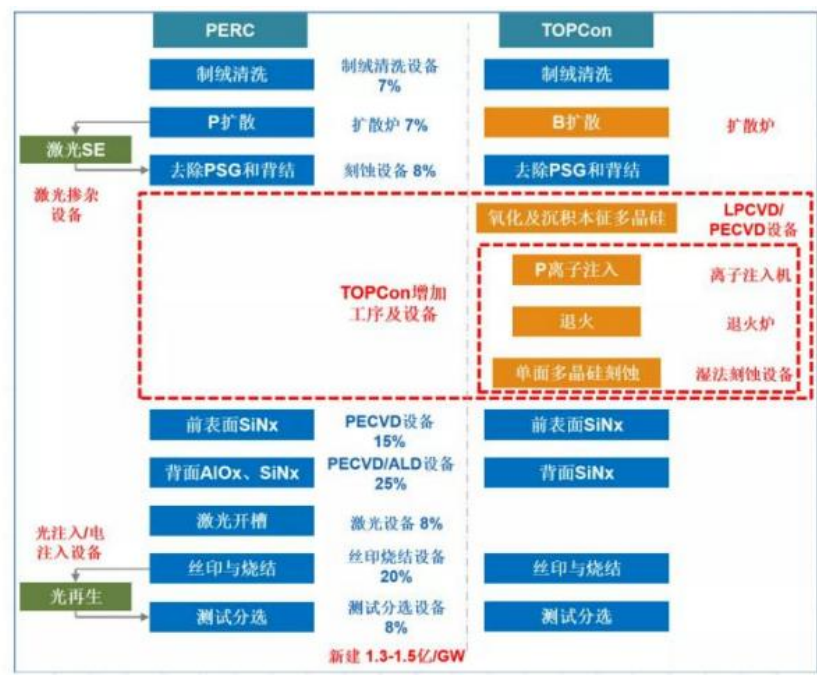 PERC
TOPCon
制绒清洗
制绒清洗设备
7%
制绒清洗
P扩散
扩散炉 7%
B扩散
扩散炉
激光SE
去除PSG和背结
刻蚀设备 8%
去除PSG和背结
激光掺杂
设备
氧化及沉积本征多晶硅
LPCVD/
PECVD设备
TOPCon增加
工序及设备
P离子注入
离子注入机
退火
退火炉
单面多晶硅刻蚀
湿法刻蚀设备
前表面SiNx
PECVD设备
15%
前表面SiNx
背面AlOx、SiNx
PECVD/ALD设备
25%
背面SiNx
激光开槽
激光设备 8%
光注入/电
注入设备
丝印与烧结
丝印烧结设备
20%
丝印与烧结
光再生
测试分选
测试分选设备
8%
测试分选
新建 1.3-1.5亿/GW